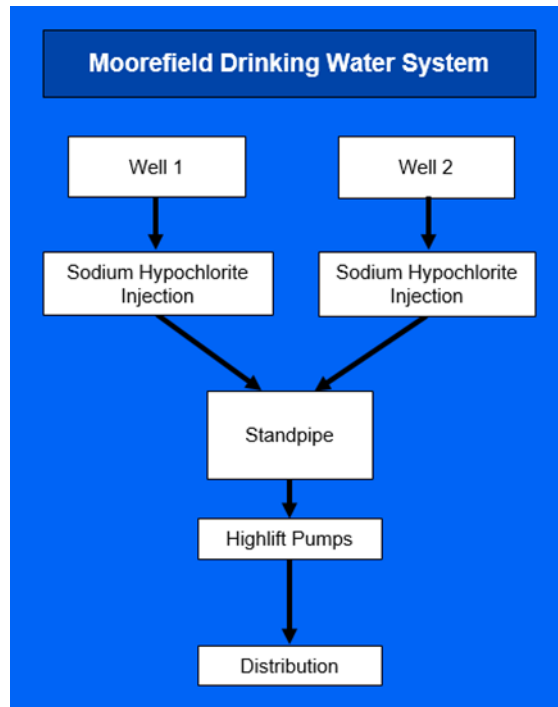 Moorefield Drinking Water System
Well 1
Well 2
Sodium Hypochlorite
Injection
Sodium Hypochlorite
Injection
Standpipe
Highlift Pumps
Distribution